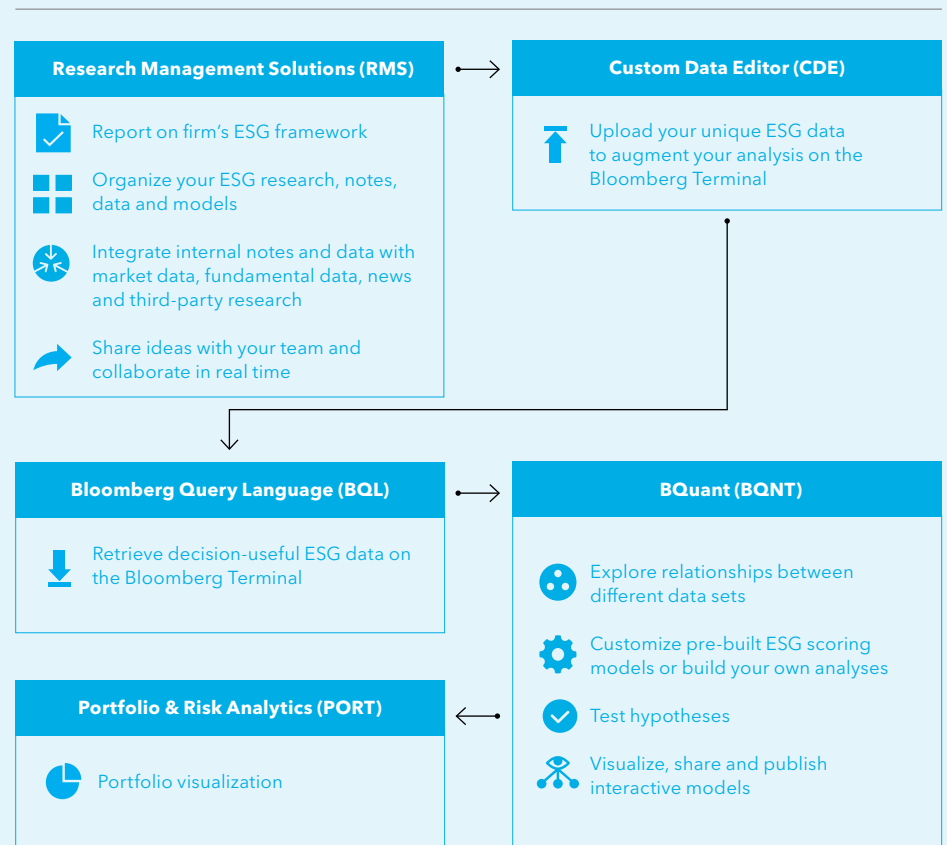 Research Management Solutions (RMS)
Report on firm's ESG framework
Organize your ESG research, notes,
data and models
Integrate internal notes and data with
market data, fundamental data, news
and third-party research
Share ideas with your team and
collaborate in real time
Custom Data Editor (CDE)
Upload your unique ESG data
to augment your analysis on the
Bloomberg Terminal
Bloomberg Query Language (BQL)
Retrieve decision-useful ESG data on
the Bloomberg Terminal
BQuant (BQNT)
Explore relationships between
different data sets
Customize pre-built ESG scoring
models or build your own analyses
Test hypotheses
Visualize, share and publish
interactive models
Portfolio & Risk Analytics (PORT)
Portfolio visualization